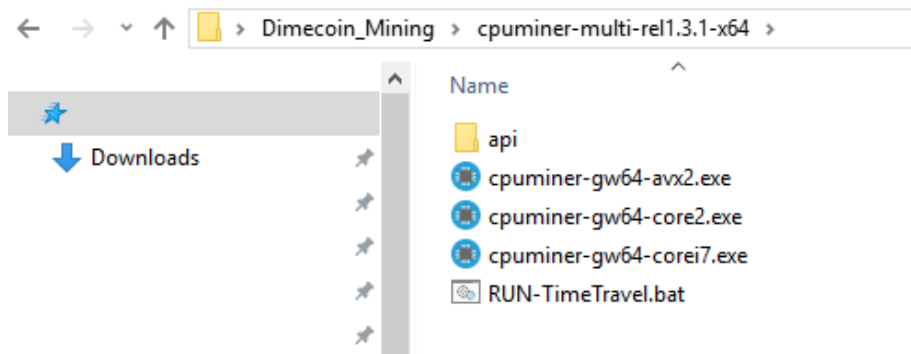 Dimecoin_Mining > cpuminer-multi-rel1.3.1-x64 >
Name
Downloads
api
cpuminer-gw64-avx2.exe
cpuminer-gw64-core2.exe
cpuminer-gw64-corei7.exe
RUN-TimeTravel.bat